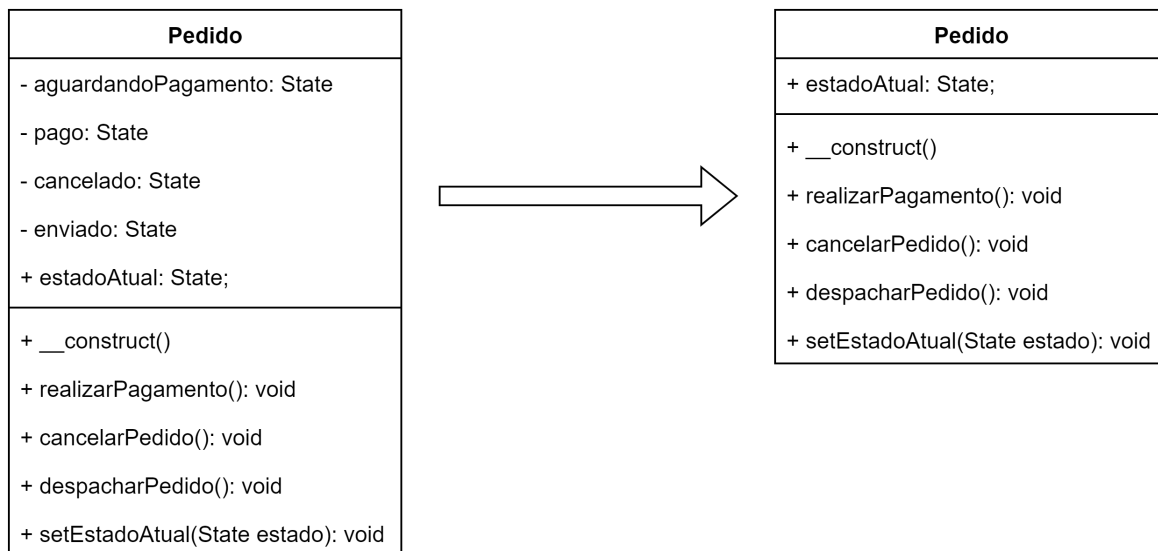 Pedido
- aguardandoPagamento: State
- pago: State
- cancelado: State
- enviado: State
+ estadoAtual: State;
+ __construct()
+ realizarPagamento(): void
+ cancelarPedido(): void
+ despacharPedido(): void
+ setEstadoAtual(State estado): void
Pedido
+ estadoAtual: State;
+ __construct()
+ realizarPagamento(): void
+ cancelarPedido(): void
+ despacharPedido(): void
+ setEstadoAtual(State estado): void